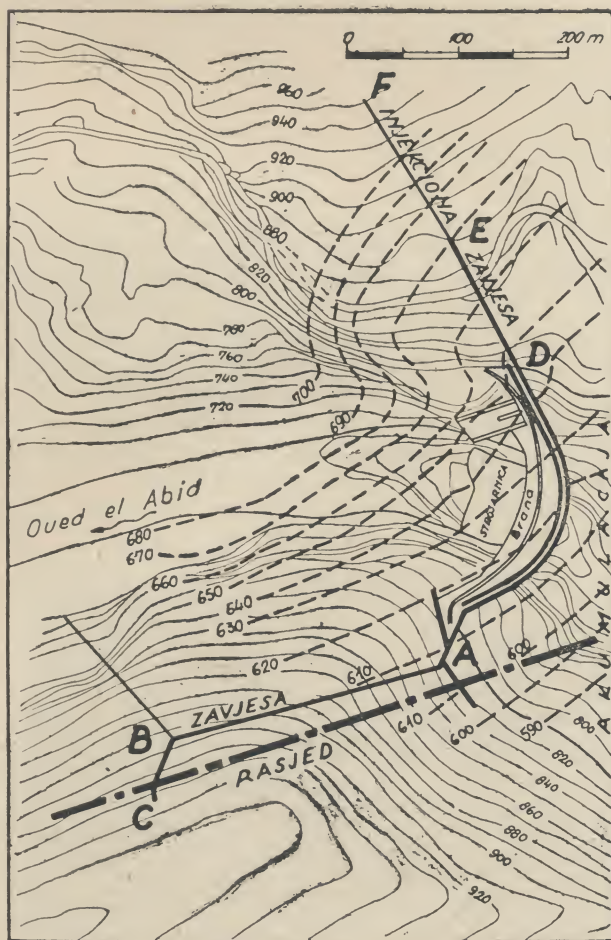 0 100 200 m
F
INJEKCIONA
960
940
920
900
E
880
ZAVJESA
820
800
780
D
760
740
700
720
690
STROJARNICA
Brana
Oued el Abid
680
670
660
650
640
630
A
600
620
610
ZAVJESA
610
600
590
800
B
820
RASJED
840
C
860
880
900
920